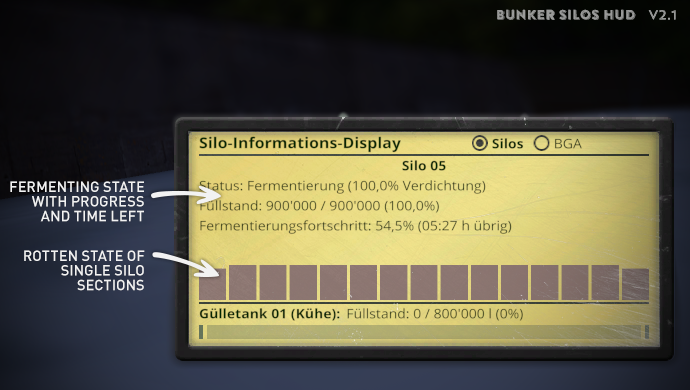 BUNKER SILOS HUD V2.1
Silo-Informations-Display
Silos
BGA
Silo 05
Status: Fermentierung (100,0% Verdichtung)
Füllstand: 900'000 / 900'000 (100,0%)
Fermentierungsfortschritt: 54,5% (05:27 h übrig)
Gülletank 01 (Kühe): Füllstand: 0 / 800'000 l (0%)
FERMENTING STATE
WITH PROGRESS
AND TIME LEFT
ROTTEN STATE OF
SINGLE SILO
SECTIONS